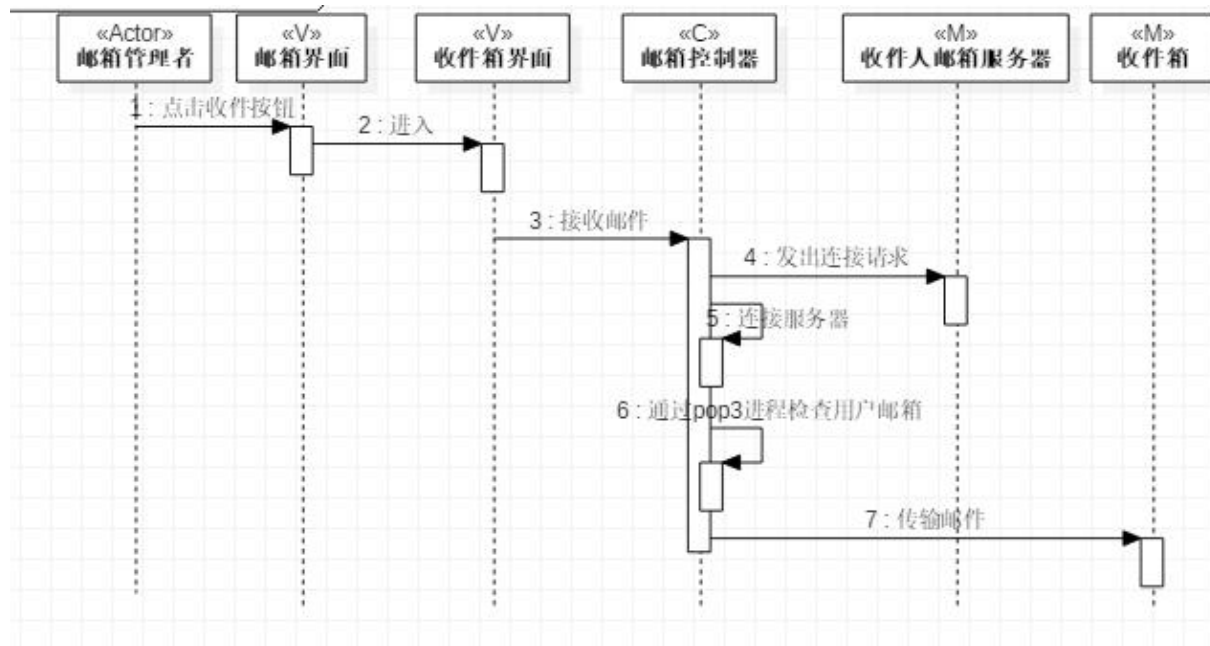 «Actor»
邮箱管理者
«V»
邮箱界面
«V»
收件箱界面
«C»
邮箱控制器
«M»
收件人邮箱服务器
«M»
收件箱
1 : 点击收件按钮
2 : 进入
3 : 接收邮件
4 : 发出连接请求
5 : 连接服务器
6 : 通过pop3进程检查用户邮箱
7 : 传输邮件